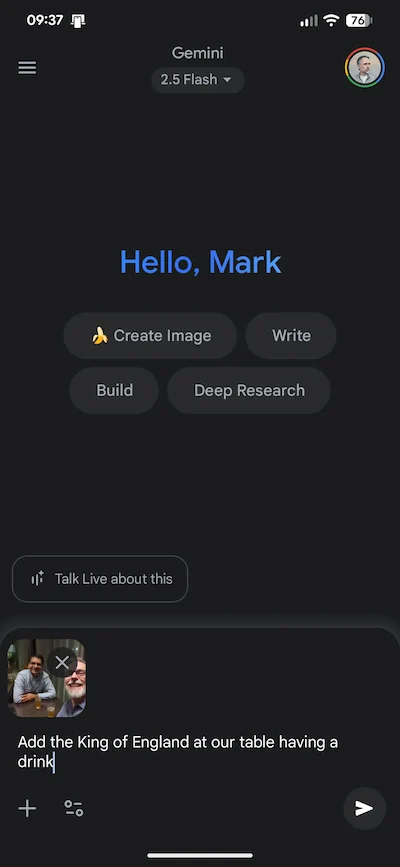 09:37
76
Gemini
2.5 Flash
Hello, Mark
Create Image
Write
Build
Deep Research
Talk Live about this
Add the King of England at our table having a
drink